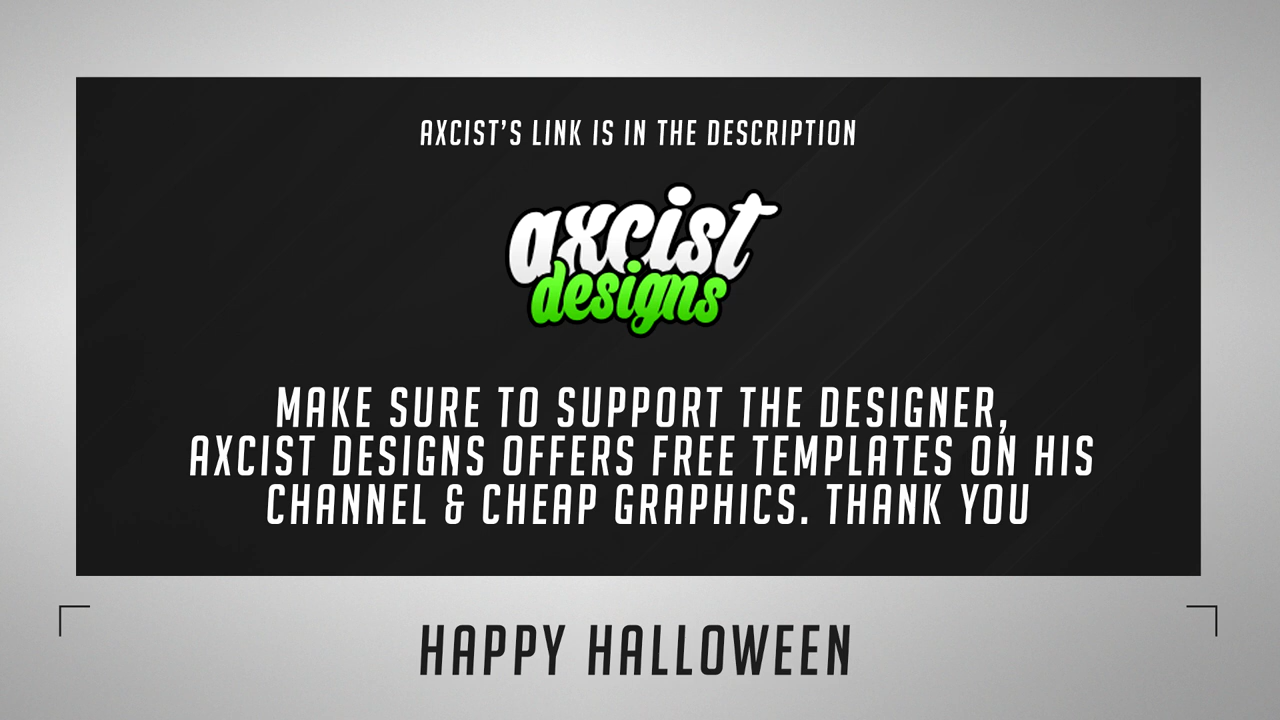 AXCIST'S LINK IS IN THE DESCRIPTION
axcist
designs
MAKE SURE TO SUPPORT THE DESIGNER,
AXCIST DESIGNS OFFERS FREE TEMPLATES ON HIS
CHANNEL & CHEAP GRAPHICS. THANK YOU
HAPPY HALLOWEEN